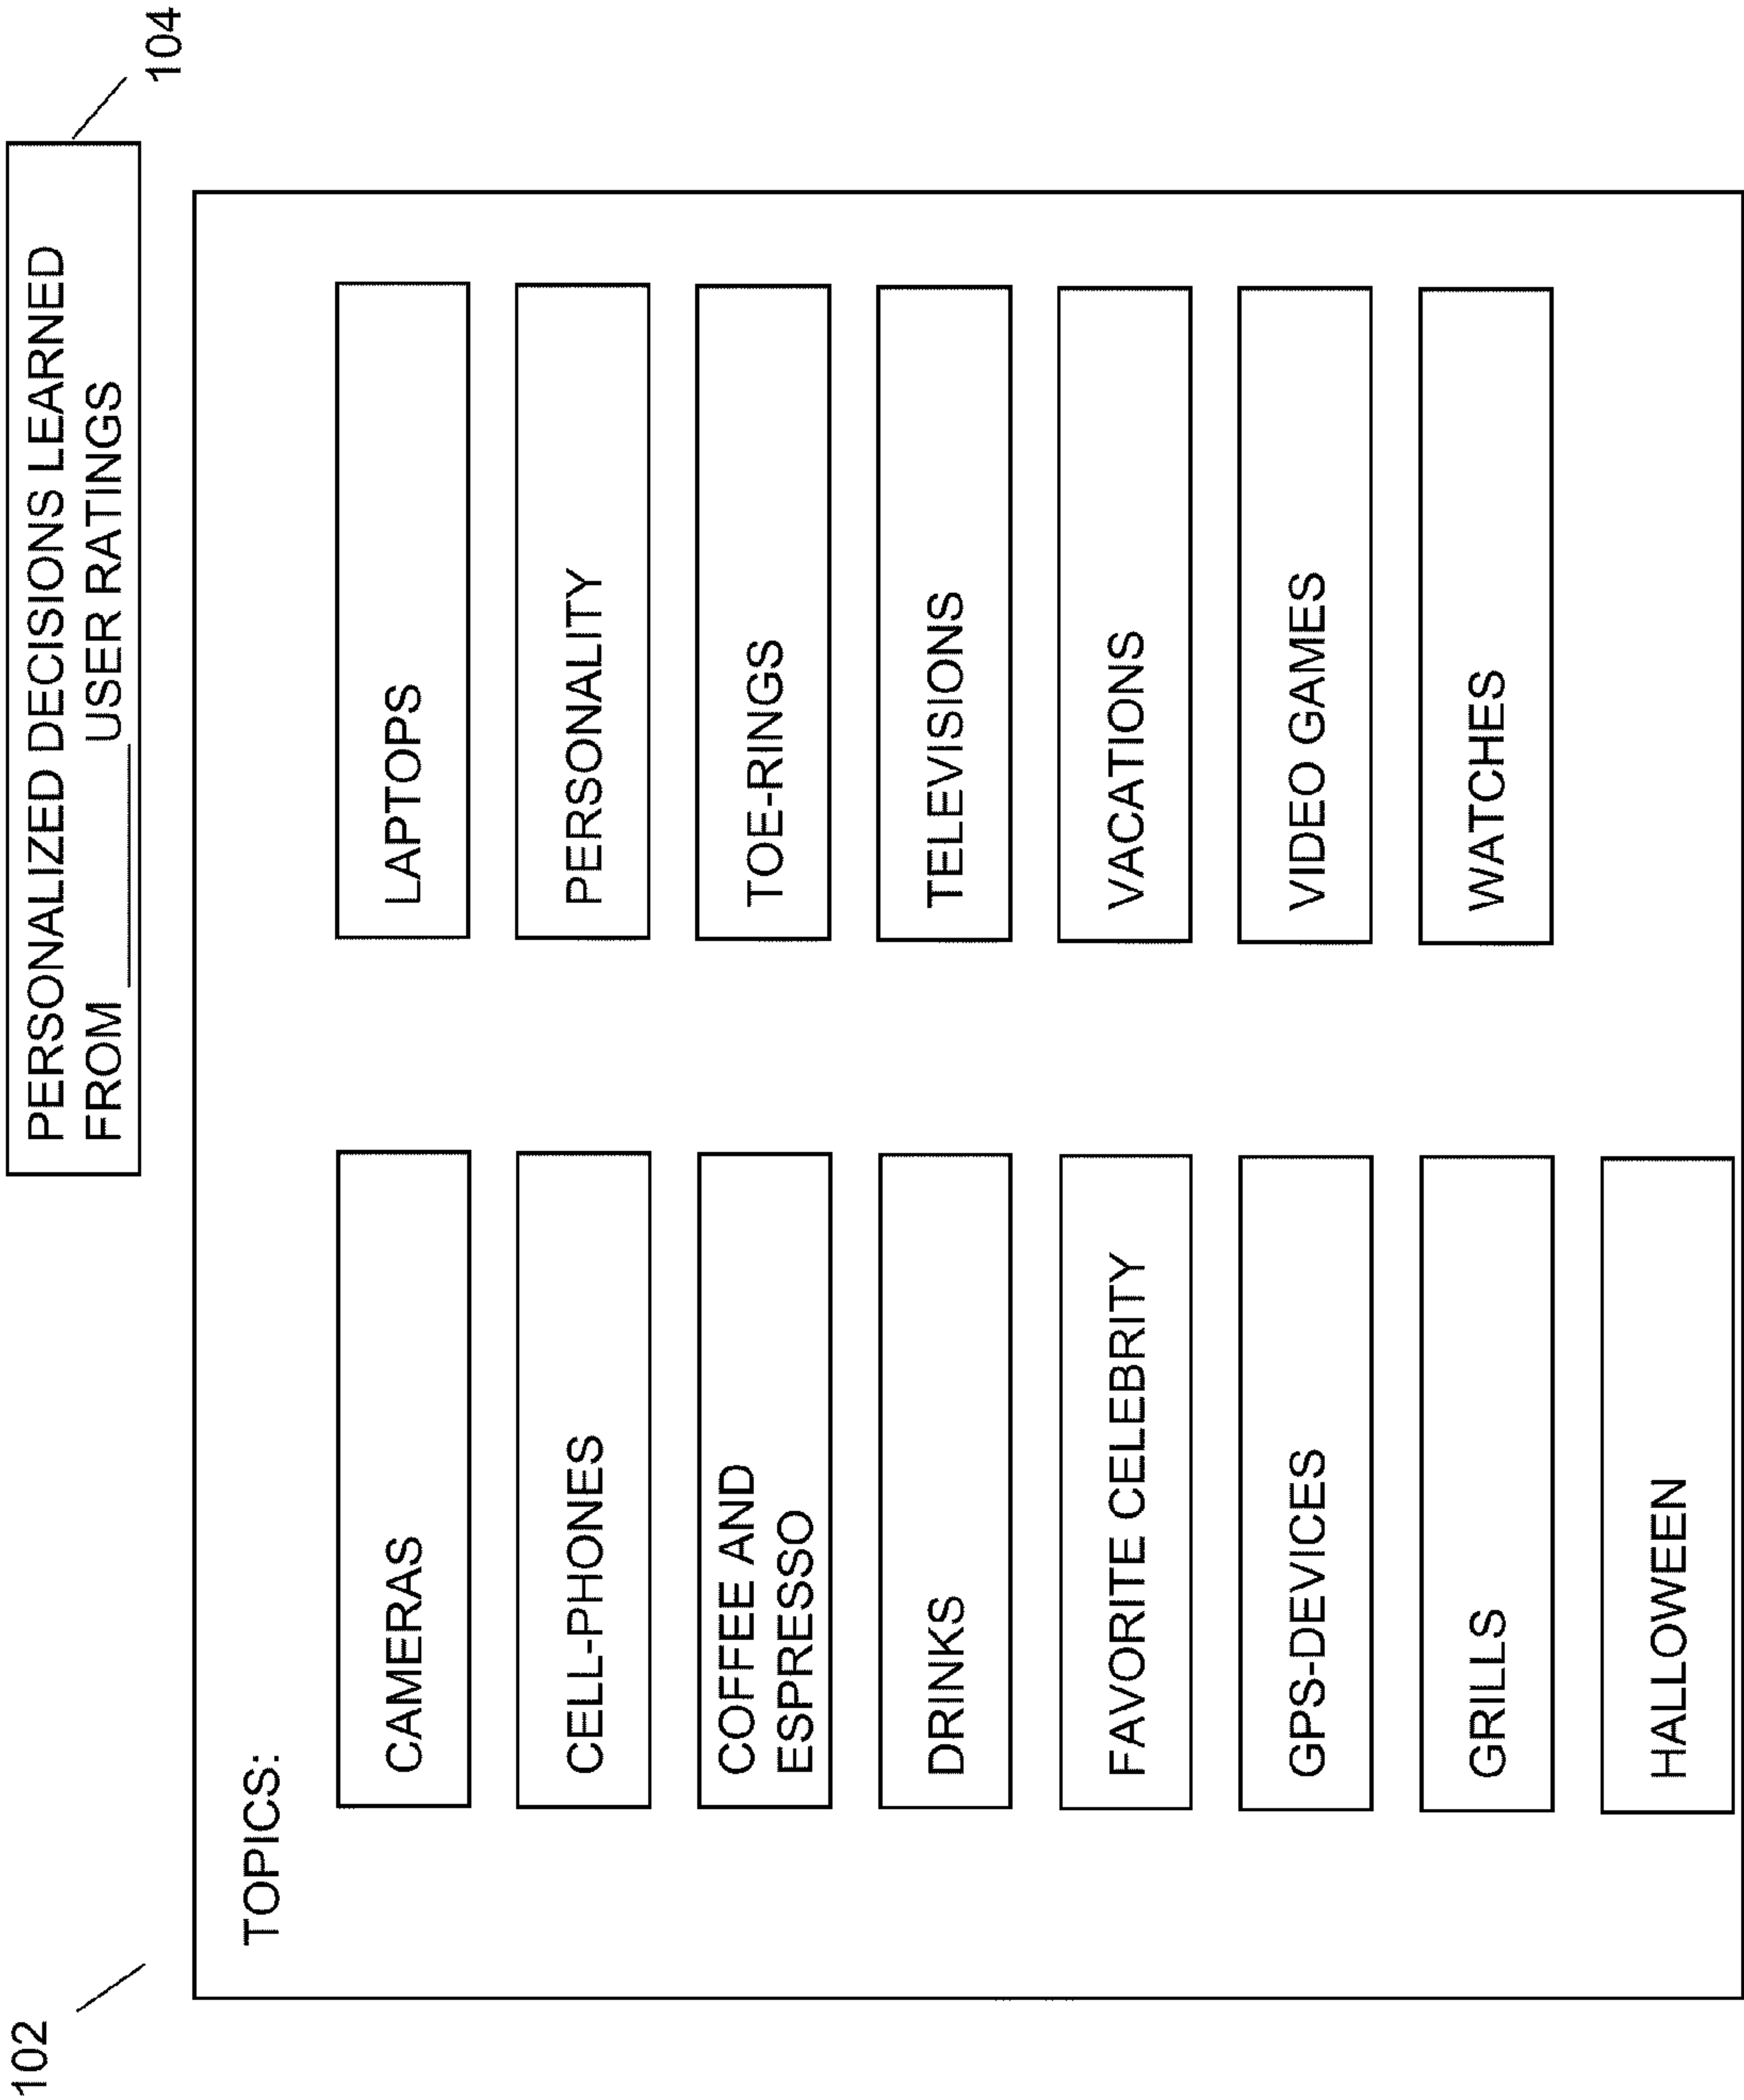 102
PERSONALIZED DECISIONS LEARNED
FROM ________ USER RATINGS
104
TOPICS:
CAMERAS
CELL-PHONES
COFFEE AND
ESPRESSO
DRINKS
FAVORITE CELEBRITY
GPS-DEVICES
GRILLS
HALLOWEEN
LAPTOPS
PERSONALITY
TOE-RINGS
TELEVISIONS
VACATIONS
VIDEO GAMES
WATCHES